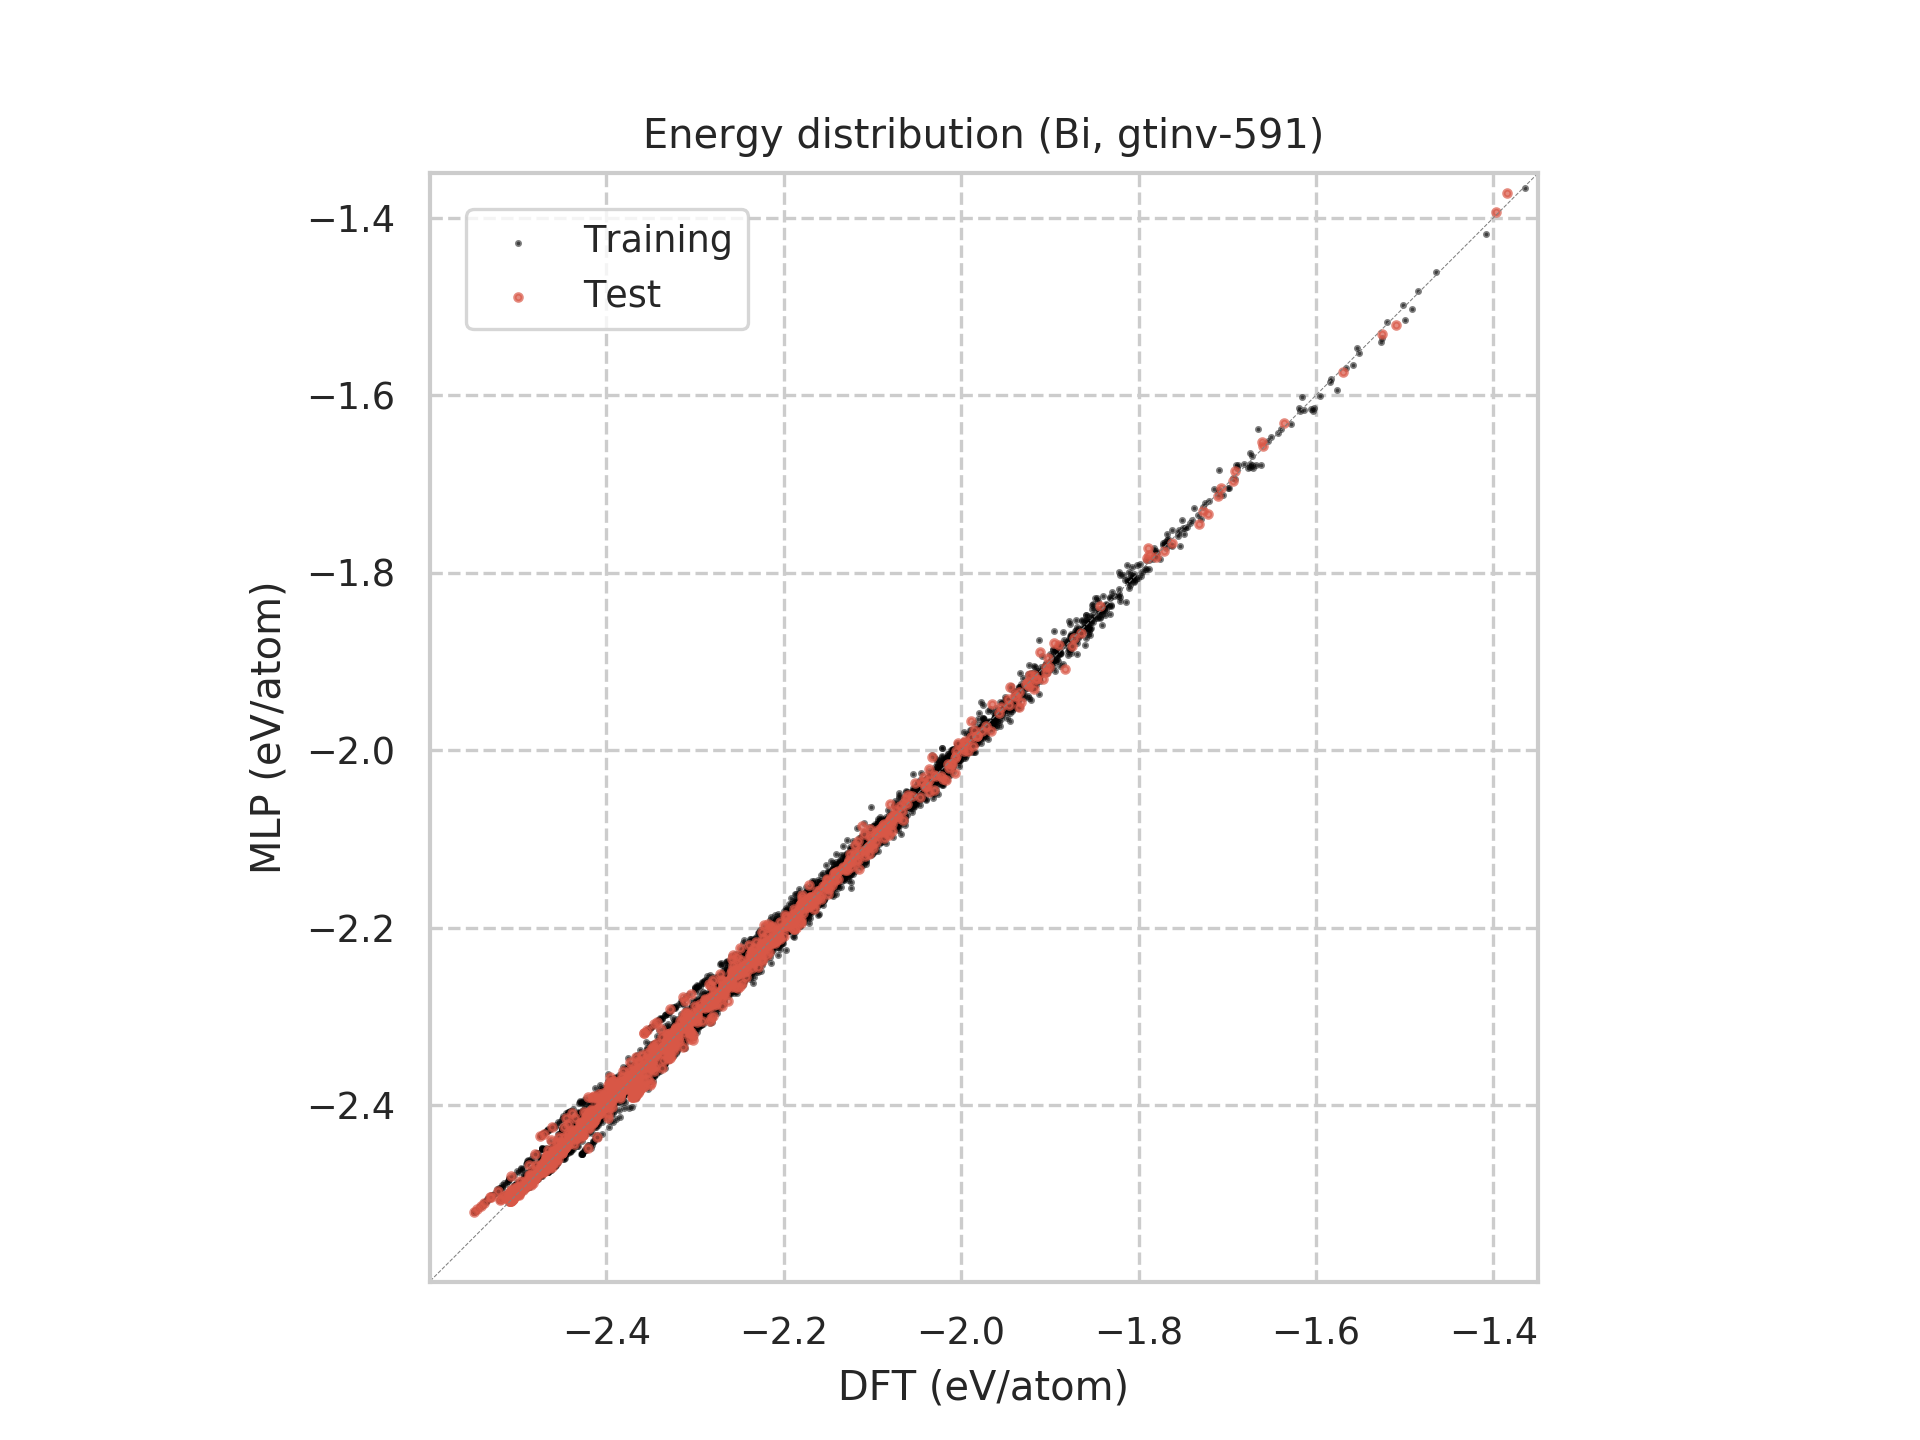 Energy distribution (Bi, gtinv-591)
Training
Test
MLP (eV/atom)
−1.4
−1.6
−1.8
−2.0
−2.2
−2.4
−2.4 −2.2 −2.0 −1.8 −1.6 −1.4
DFT (eV/atom)